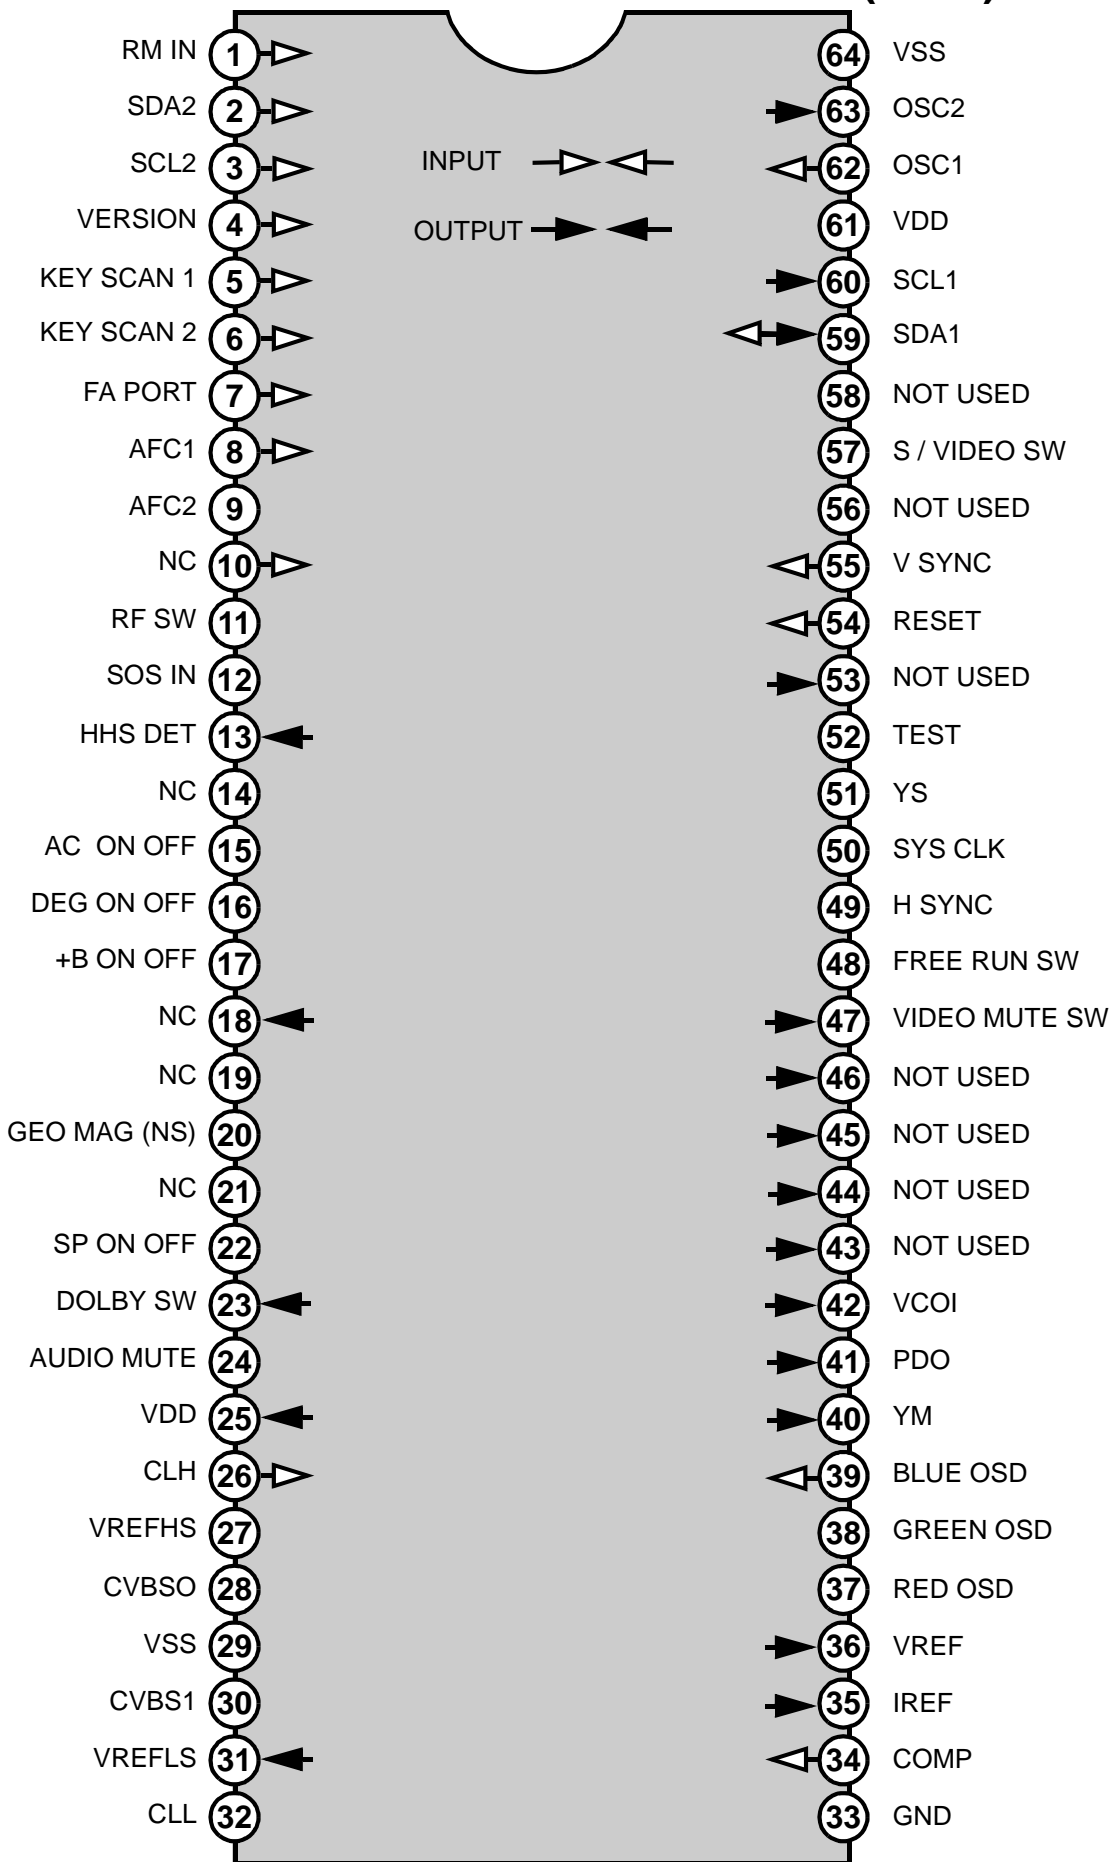 RM IN 1 64 VSS
SDA2 2 63 OSC2
SCL2 3 INPUT 62 OSC1
VERSION 4 OUTPUT 61 VDD
KEY SCAN 1 5 60 SCL1
KEY SCAN 2 6 59 SDA1
FA PORT 7 58 NOT USED
AFC1 8 57 S / VIDEO SW
AFC2 9 56 NOT USED
NC 10 55 V SYNC
RF SW 11 54 RESET
SOS IN 12 53 NOT USED
HHS DET 13 52 TEST
NC 14 51 YS
AC ON OFF 15 50 SYS CLK
DEG ON OFF 16 49 H SYNC
+B ON OFF 17 48 FREE RUN SW
NC 18 47 VIDEO MUTE SW
NC 19 46 NOT USED
GEO MAG (NS) 20 45 NOT USED
NC 21 44 NOT USED
SP ON OFF 22 43 NOT USED
DOLBY SW 23 42 VCOI
AUDIO MUTE 24 41 PDO
VDD 25 40 YM
CLH 26 39 BLUE OSD
VREFHS 27 38 GREEN OSD
CVBSO 28 37 RED OSD
VSS 29 36 VREF
CVBS1 30 35 IREF
VREFLS 31 34 COMP
CLL 32 33 GND